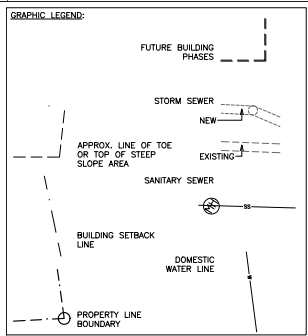 GRAPHIC LEGEND:
FUTURE BUILDING
PHASES
STORM SEWER
NEW
APPROX. LINE OF TOE
OR TOP OF STEEP
SLOPE AREA
EXISTING
SANITARY SEWER
SS
BUILDING SETBACK
LINE
DOMESTIC
WATER LINE
W
PROPERTY LINE
BOUNDARY